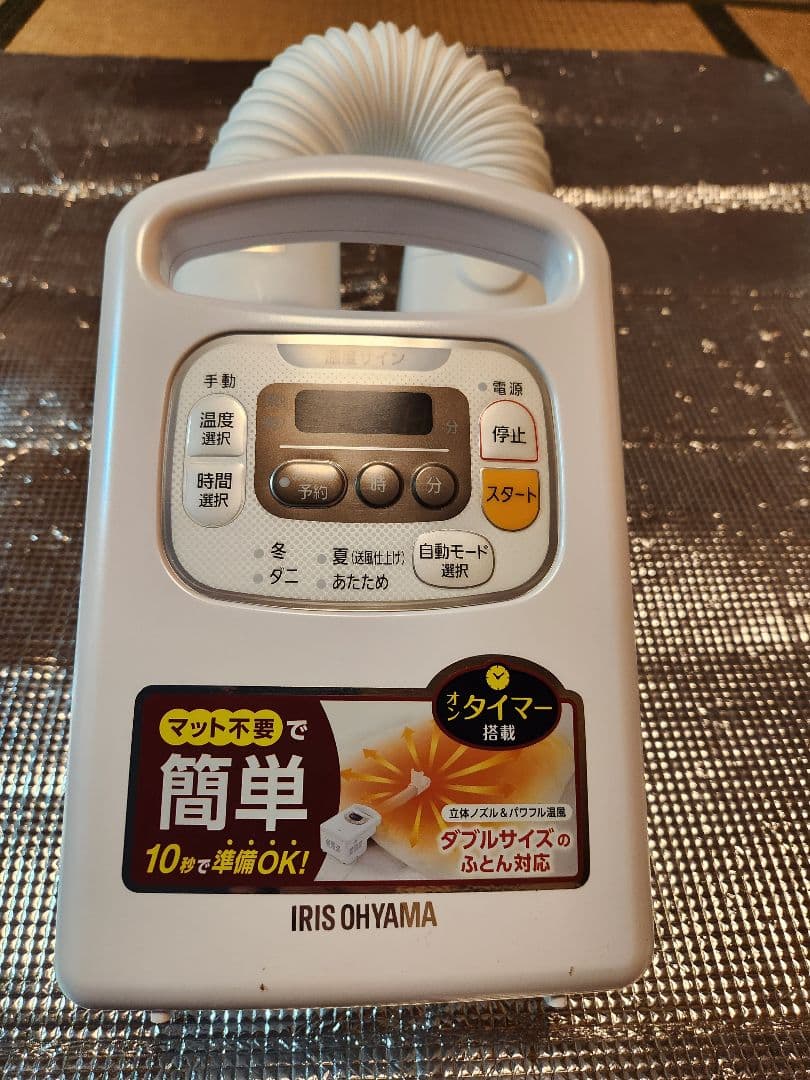 手動
電源
温度
選択
停止
時間
選択
分
スタート
予約
時
分
冬
夏(送風仕上げ)
自動モード
選択
ダニ
あたため
オンタイマー
搭載
マット不要で
簡単
10秒で準備OK!
立体ノズル&パワフル温風
ダブルサイズの
ふとん対応
IRIS OHYAMA